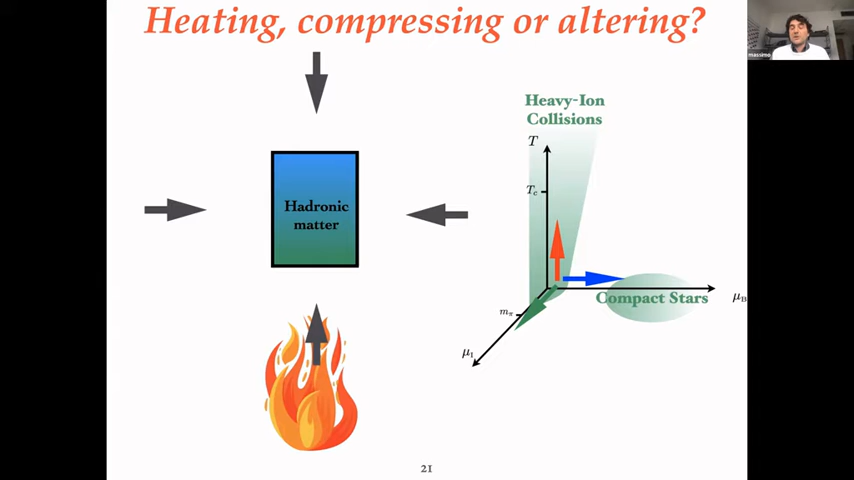 Heating, compressing or altering?
massimo
Heavy-Ion
Collisions
T
T_c
Hadronic
matter
Compact Stars
μ_B
m_π
μ_I
21